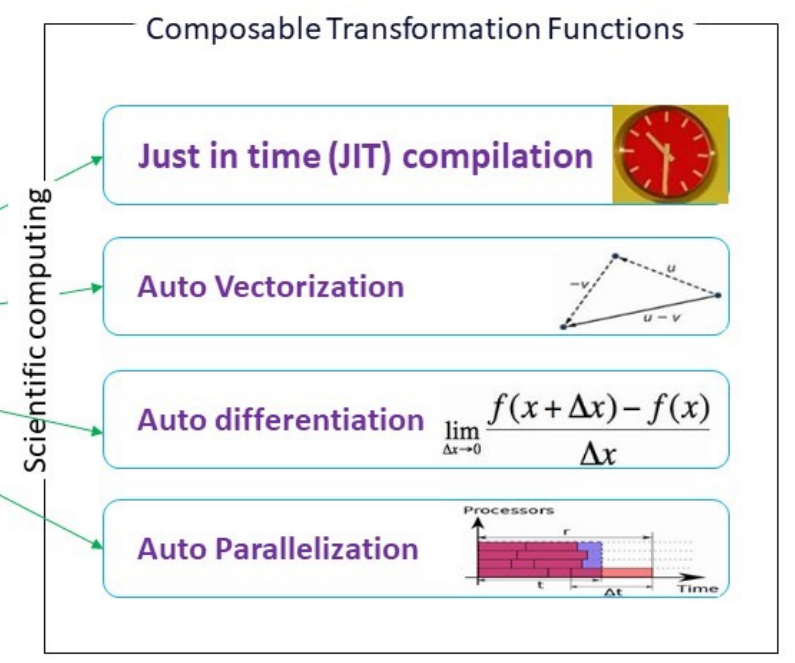 Composable Transformation Functions
Scientific computing
Just in time (JIT) compilation
Auto Vectorization
-v
u
u - v
Auto differentiation
lim Δx→0 f(x + Δx) − f(x) / Δx
Auto Parallelization
Processors
r
t
Δt
Time